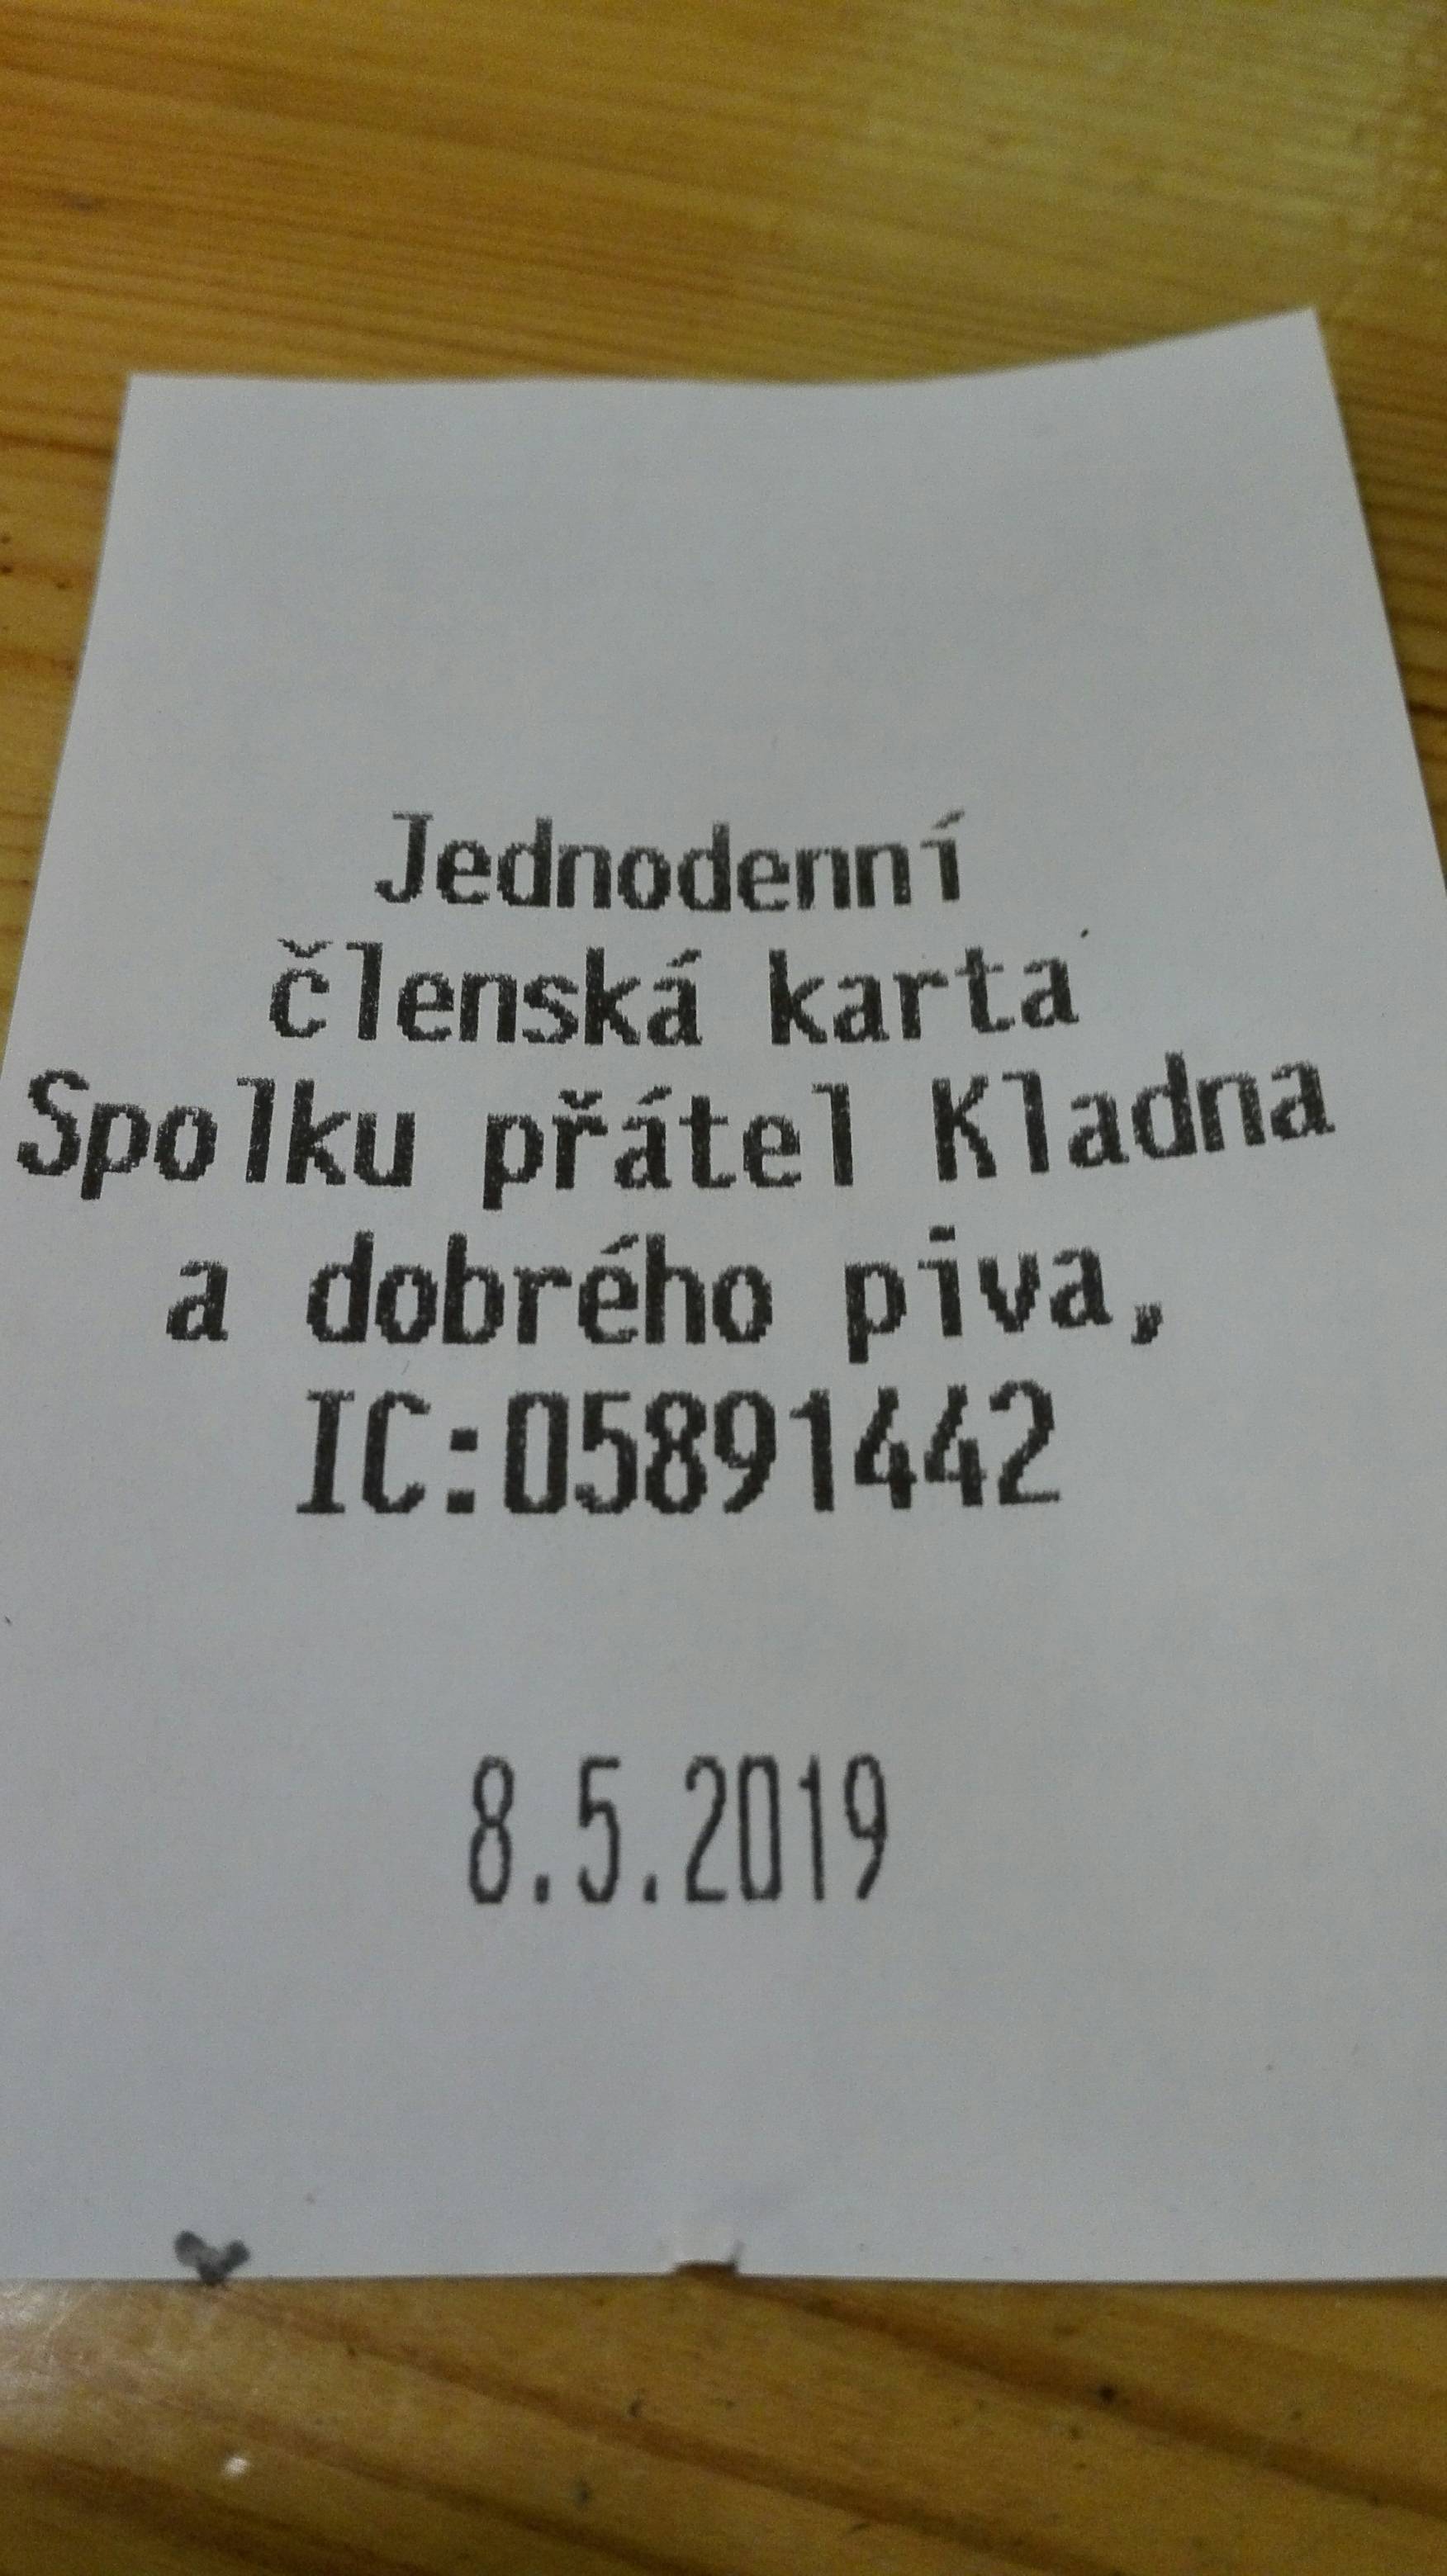 Jednodenní
členská karta
Spolku přátel Kladna
a dobrého piva,
IC:05891442
8.5.2019